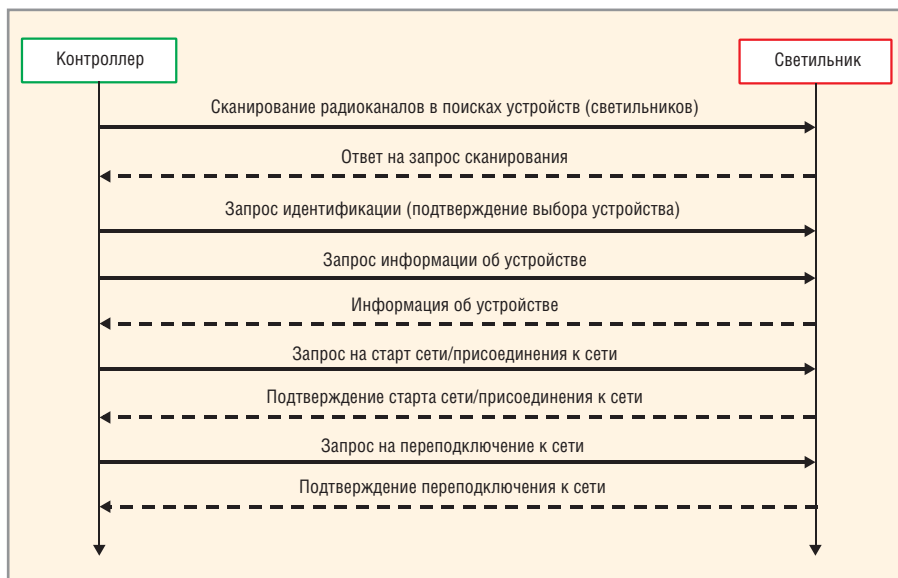 Контроллер
Светильник
Сканирование радиоканалов в поисках устройств (светильников)
Ответ на запрос сканирования
Запрос идентификации (подтверждение выбора устройства)
Запрос информации об устройстве
Информация об устройстве
Запрос на старт сети/присоединения к сети
Подтверждение старта сети/присоединения к сети
Запрос на переподключение к сети
Подтверждение переподключения к сети